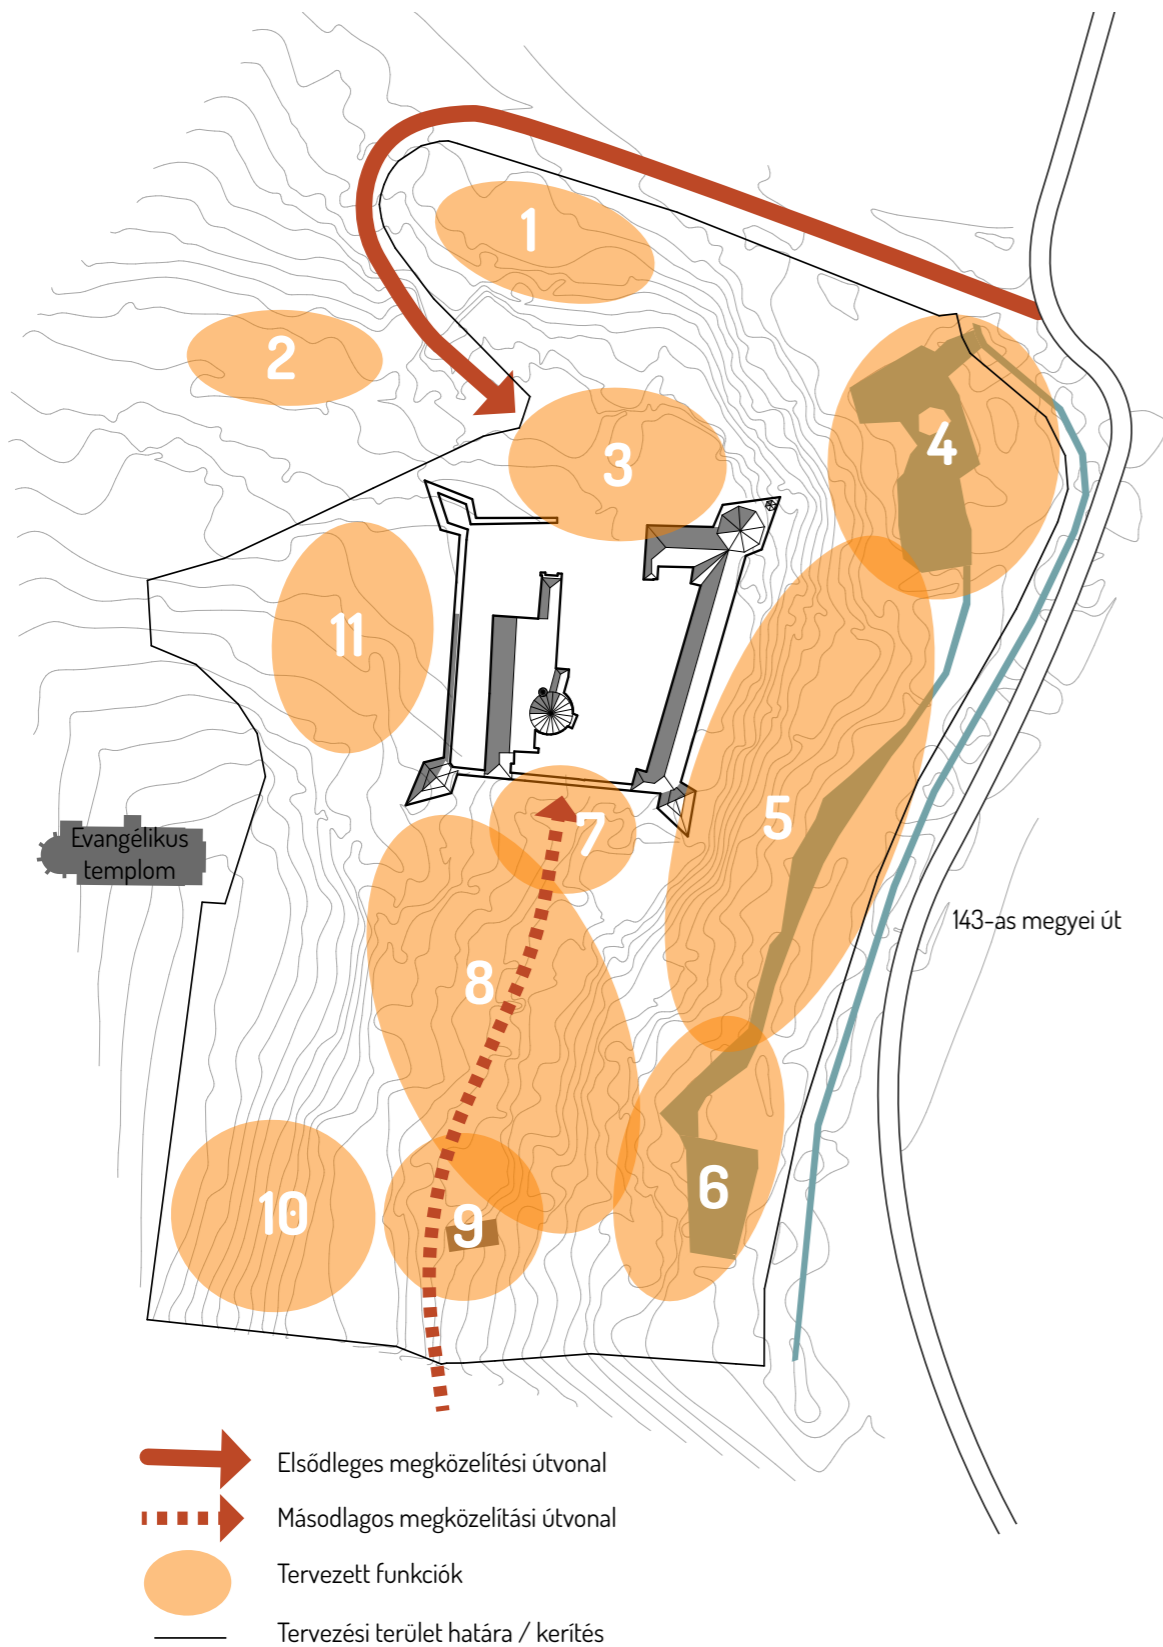 1
2
3
4
11
5
7
Evangélikus
templom
143-as megyei út
8
6
10
9
Elsődleges megközelítési útvonal
Másodlagos megközelítási útvonal
Tervezett funkciók
Tervezési terület határa / kerítés